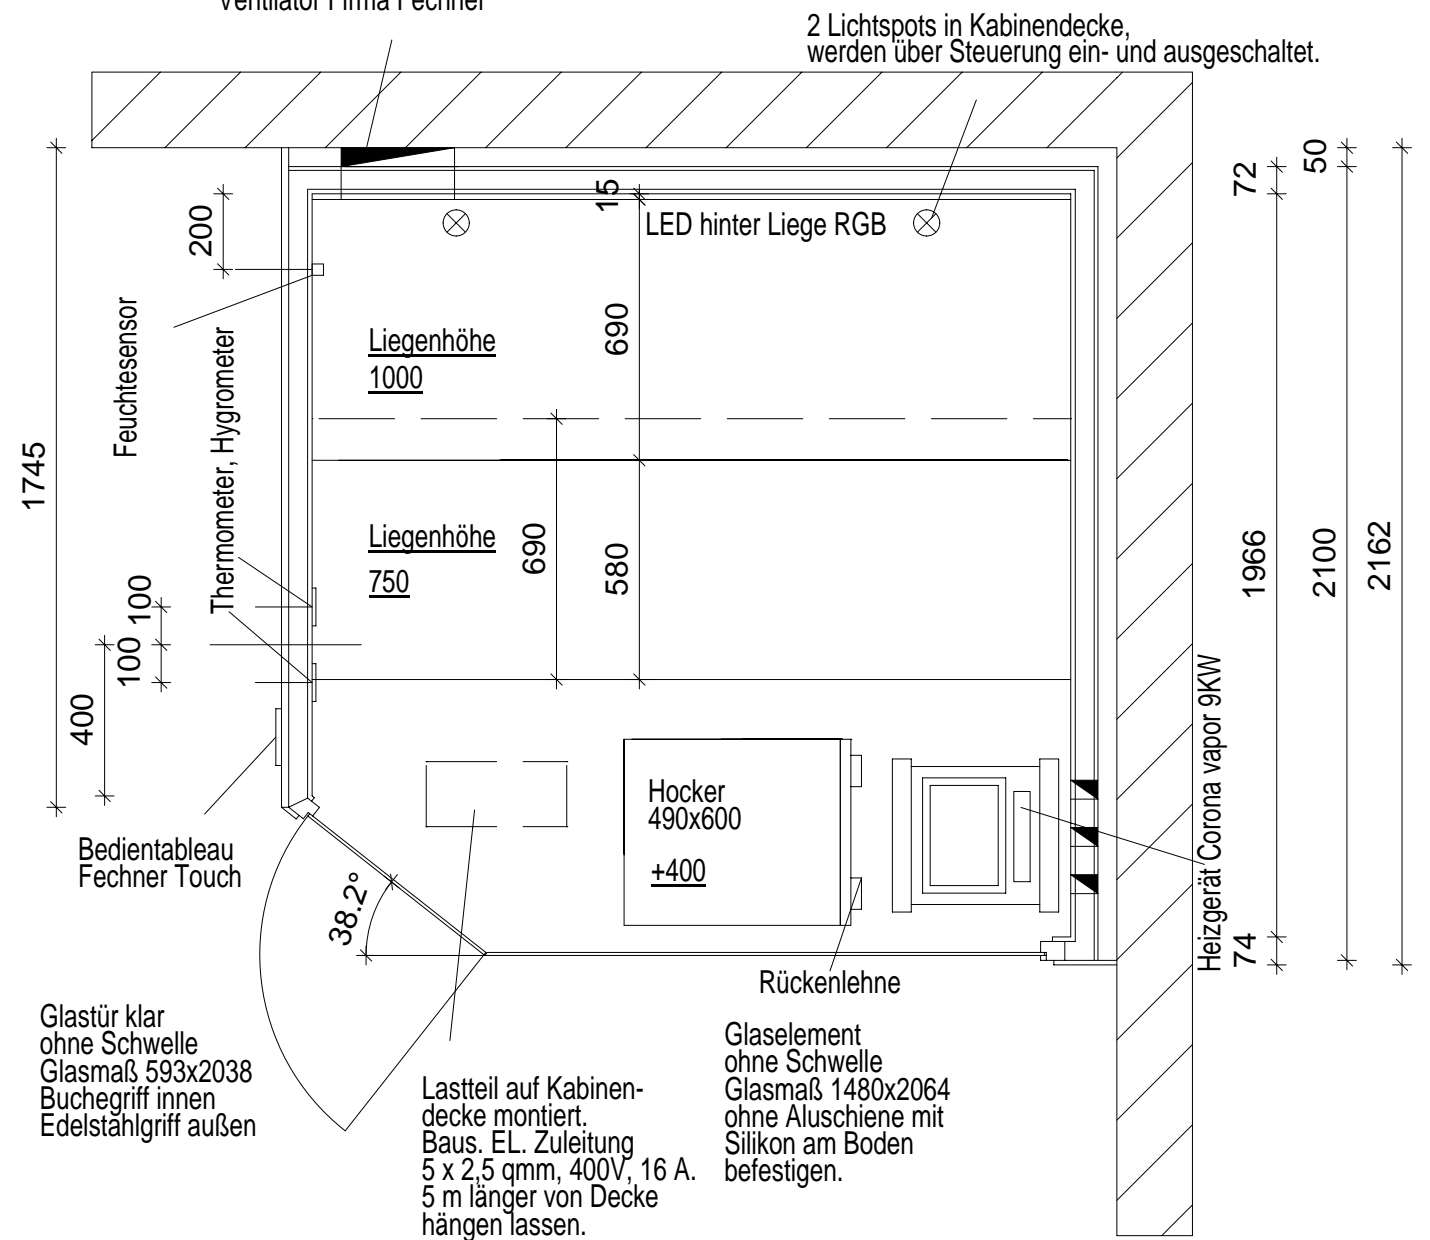 Ventilator Firma Fechner
2 Lichtspots in Kabinendecke,
werden über Steuerung ein- und ausgeschaltet.
50
72
15
200
LED hinter Liege RGB
Feuchtesensor
Thermometer, Hygrometer
Liegenhöhe
1000
690
1745
Liegenhöhe
750
690
580
1966
2100
2162
100
100
400
Heizgerät Corona vapor 9KW
Hocker
490x600
+400
Bedientableau
Fechner Touch
38.2°
74
Rückenlehne
Glastür klar
ohne Schwelle
Glasmaß 593x2038
Buchegriff innen
Edelstahlgriff außen
Lastteil auf Kabinen-
decke montiert.
Baus. EL. Zuleitung
5 x 2,5 qmm, 400V, 16 A.
5 m länger von Decke
hängen lassen.
Glaselement
ohne Schwelle
Glasmaß 1480x2064
ohne Aluschiene mit
Silikon am Boden
befestigen.